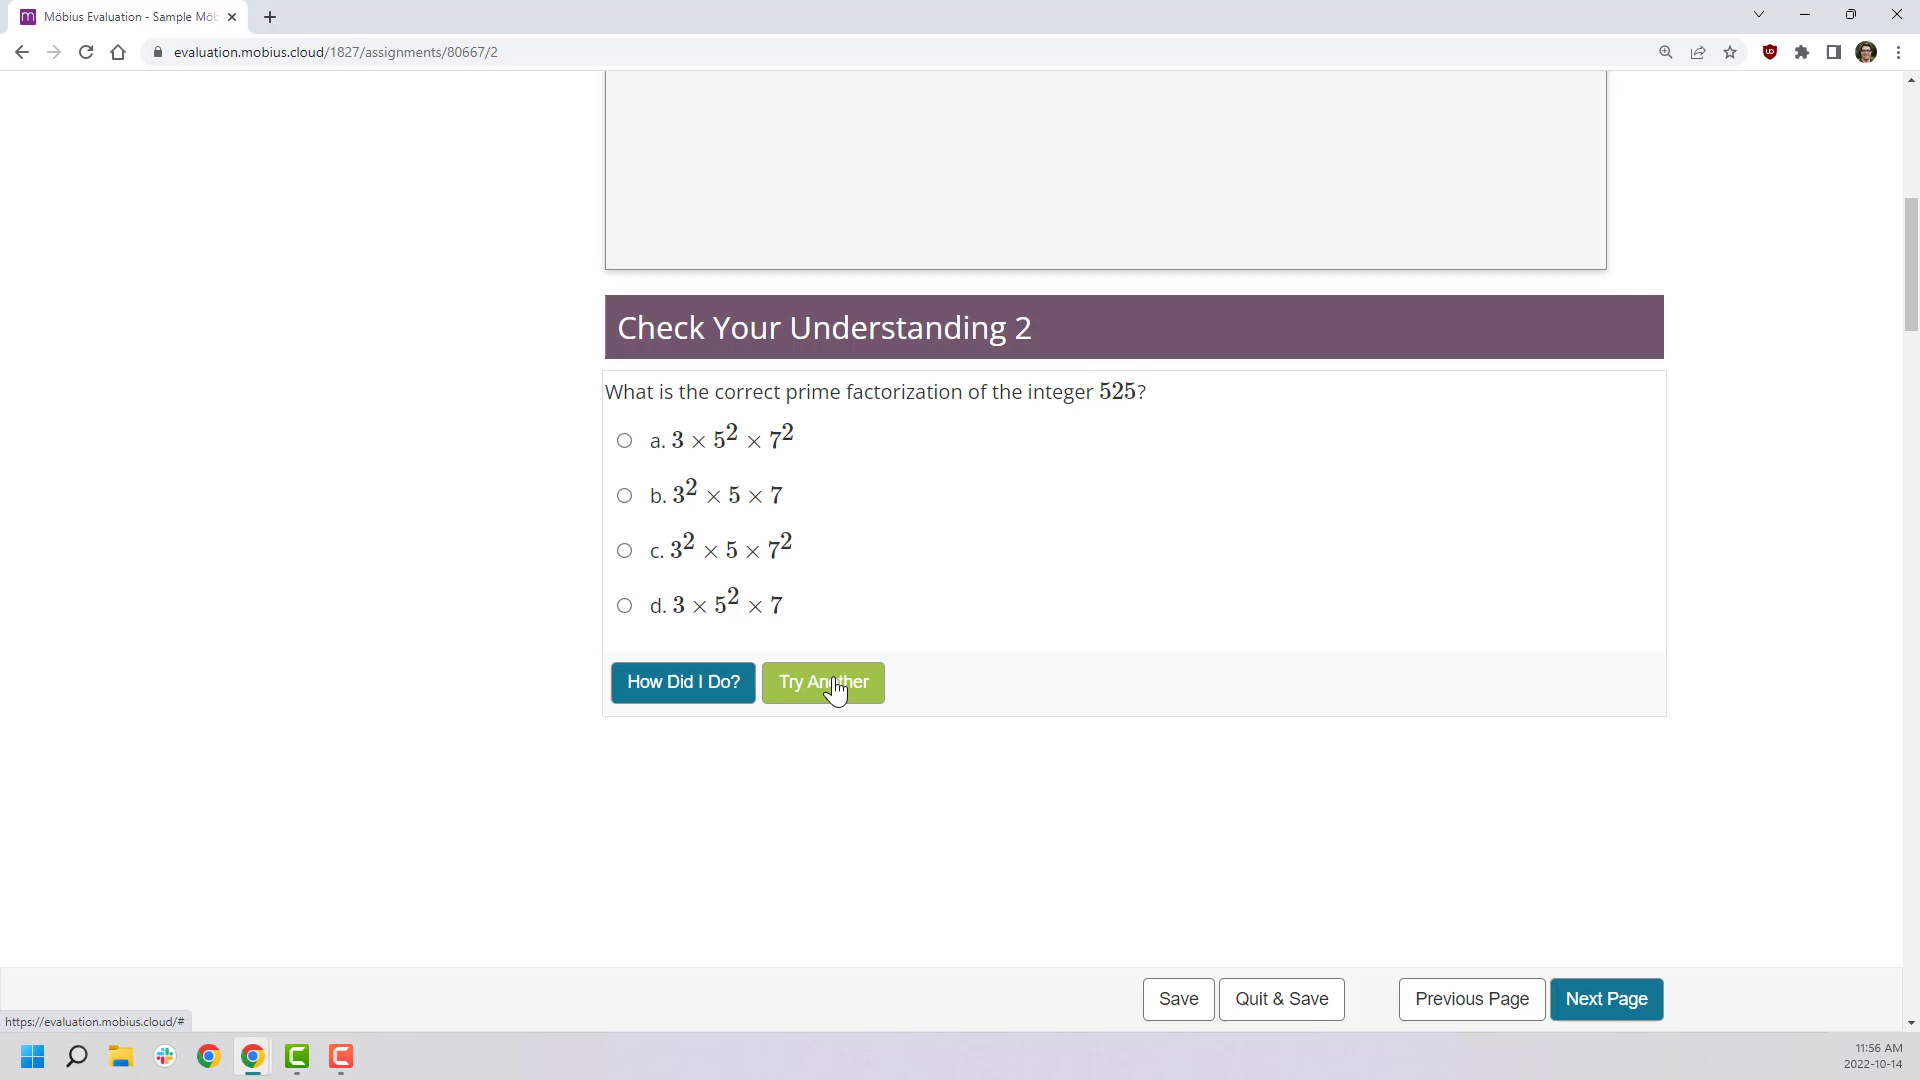 Möbius Evaluation - Sample Möb
evaluation.mobius.cloud/1827/assignments/80667/2
Check Your Understanding 2
What is the correct prime factorization of the integer 525?
a. 3 × 5² × 7²
b. 3² × 5 × 7
c. 3² × 5 × 7²
d. 3 × 5² × 7
How Did I Do? Try Another
Save Quit & Save Previous Page Next Page
https://evaluation.mobius.cloud/#
11:56 AM
2022-10-14